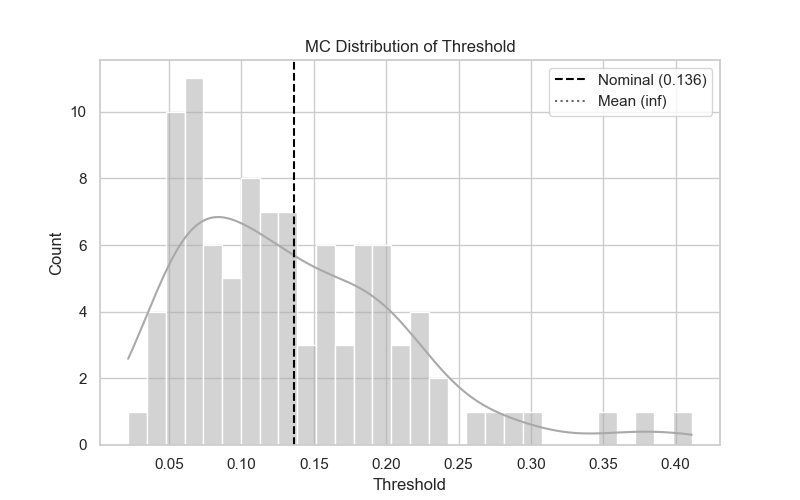 MC Distribution of Threshold
Nominal (0.136)
Mean (inf)
Count
10
8
6
4
2
0
0.05
0.10
0.15
0.20
0.25
0.30
0.35
0.40
Threshold